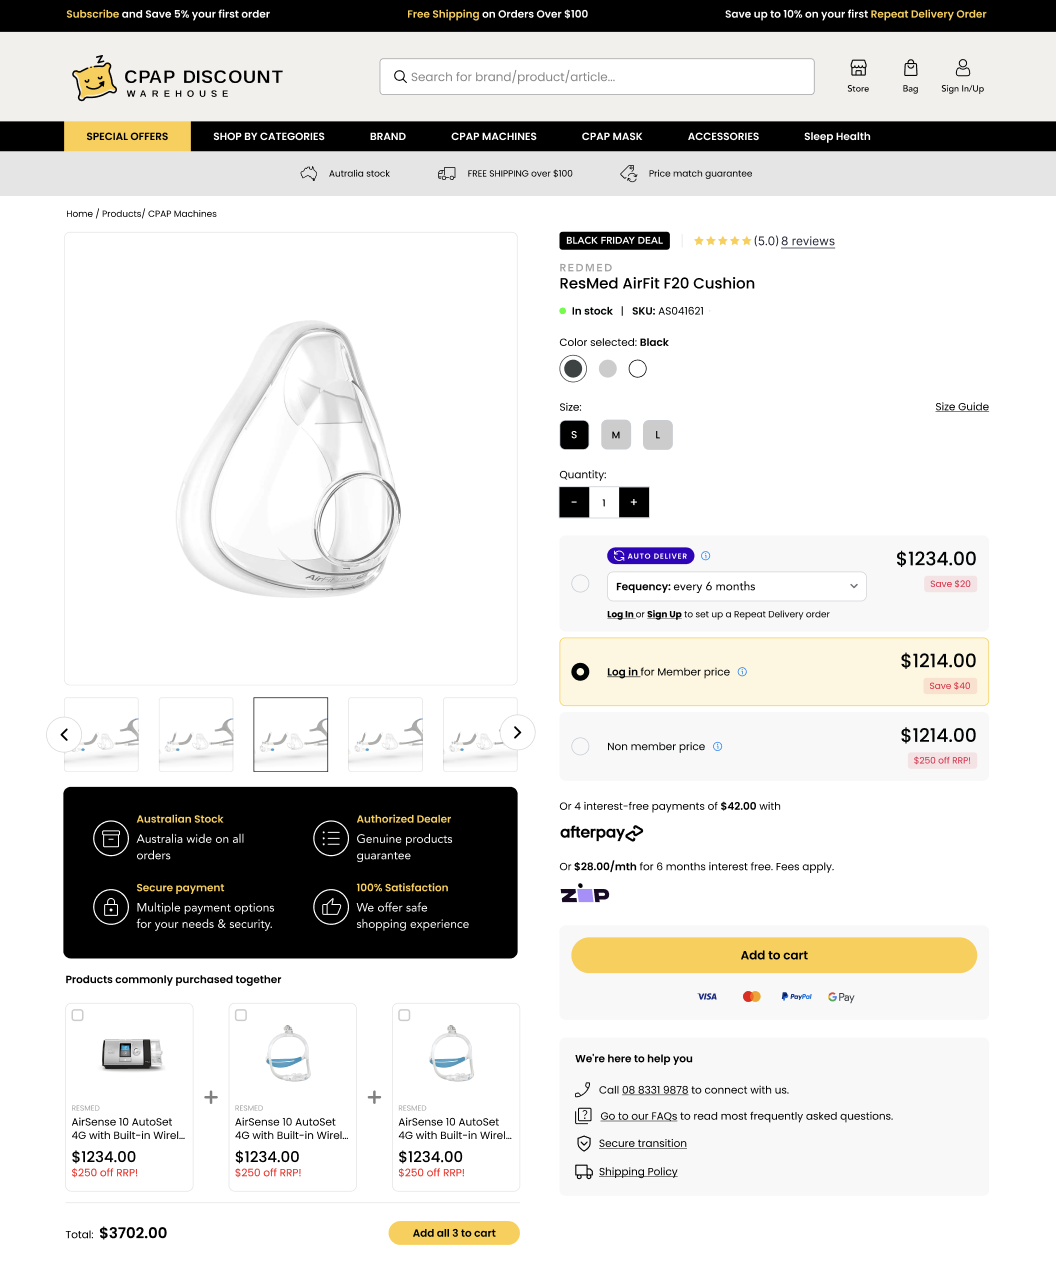 Subscribe and Save 5% your first order
Free Shipping on Orders Over $100
Save up to 10% on your first Repeat Delivery Order
CPAP DISCOUNT
WAREHOUSE
Search for brand/product/article...
Store
Bag
Sign In/Up
SPECIAL OFFERS
SHOP BY CATEGORIES
BRAND
CPAP MACHINES
CPAP MASK
ACCESSORIES
Sleep Health
Autralia stock
FREE SHIPPING over $100
Price match guarantee
Home / Products/ CPAP Machines
BLACK FRIDAY DEAL
(5.0) 8 reviews
REDMED
ResMed AirFit F20 Cushion
In stock | SKU: AS041621
Color selected: Black
Size:
Size Guide
S
M
L
Quantity:
-
1
+
AUTO DELIVER
$1234.00
Save $20
Fequency: every 6 months
Log In or Sign Up to set up a Repeat Delivery order
Log in for Member price
$1214.00
Save $40
Non member price
$1214.00
$250 off RRP!
Or 4 interest-free payments of $42.00 with
afterpay
Or $28.00/mth for 6 months interest free. Fees apply.
zip
Add to cart
VISA
PayPal
G Pay
We're here to help you
Call 08 8331 9878 to connect with us.
Go to our FAQs to read most frequently asked questions.
Secure transition
Shipping Policy
Australian Stock
Australia wide on all
orders
Authorized Dealer
Genuine products
guarantee
Secure payment
Multiple payment options
for your needs & security.
100% Satisfaction
We offer safe
shopping experience
Products commonly purchased together
RESMED
AirSense 10 AutoSet
4G with Built-in Wirel...
$1234.00
$250 off RRP!
+
RESMED
AirSense 10 AutoSet
4G with Built-in Wirel...
$1234.00
$250 off RRP!
+
RESMED
AirSense 10 AutoSet
4G with Built-in Wirel...
$1234.00
$250 off RRP!
Total: $3702.00
Add all 3 to cart